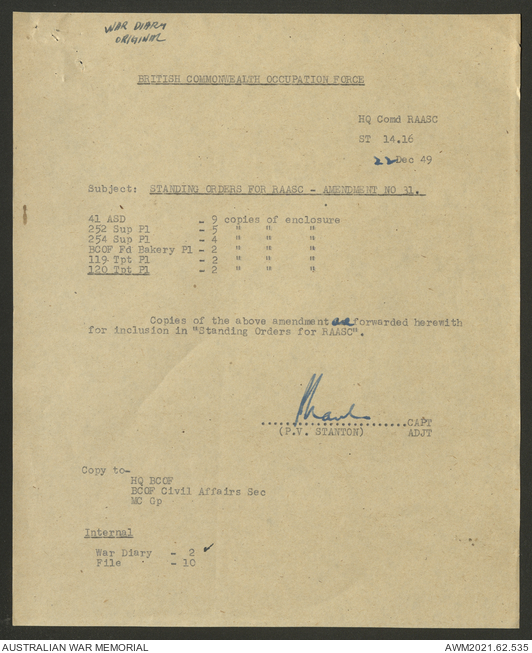 WAR DIARY
ORIGINAL
BRITISH COMMONWEALTH OCCUPATION FORCE
HQ Comd RAASC
ST 14.16
22 Dec 49
Subject: STANDING ORDERS FOR RAASC - AMENDMENT NO 31.
41 ASD - 9 copies of enclosure
252 Sup Pl - 5 " " "
254 Sup Pl - 4 " " "
BCOF Fd Bakery Pl - 2 " " "
119 Tpt Pl - 2 " " "
120 Tpt Pl - 2 " " "
Copies of the above amendment forwarded herewith
for inclusion in "Standing Orders for RAASC".
..........................CAPT
(P.V. STANTON) ADJT
Copy to-
HQ BCOF
BCOF Civil Affairs Sec
MC Gp
Internal
War Diary - 2 ✓
File - 10
AUSTRALIAN WAR MEMORIAL
AWM2021.62.535